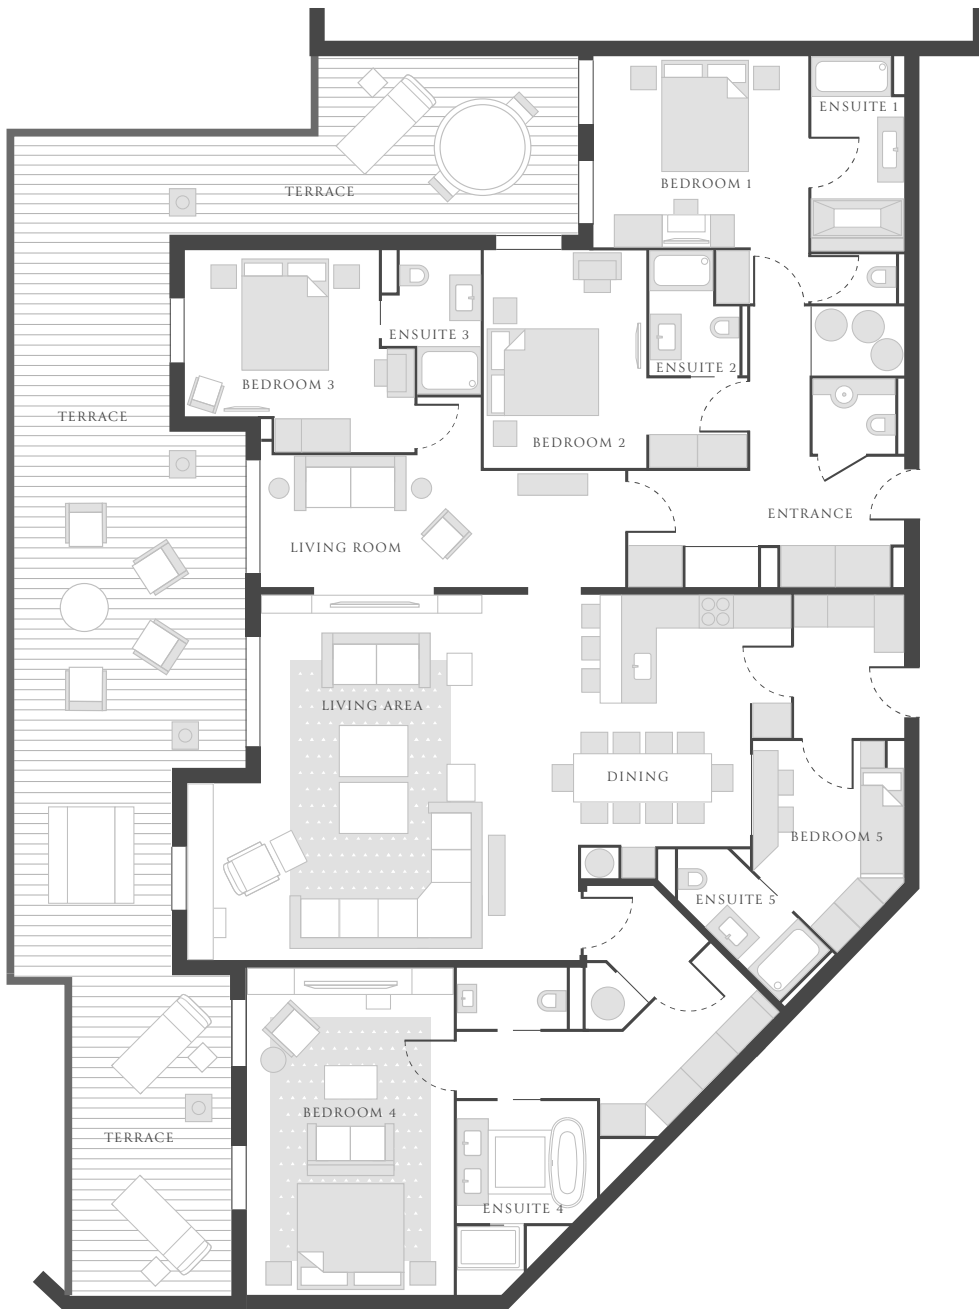 ENSUITE 1
BEDROOM 1
TERRACE
ENSUITE 3
ENSUITE 2
BEDROOM 3
TERRACE
BEDROOM 2
ENTRANCE
LIVING ROOM
LIVING AREA
DINING
BEDROOM 5
ENSUITE 5
BEDROOM 4
TERRACE
ENSUITE 4